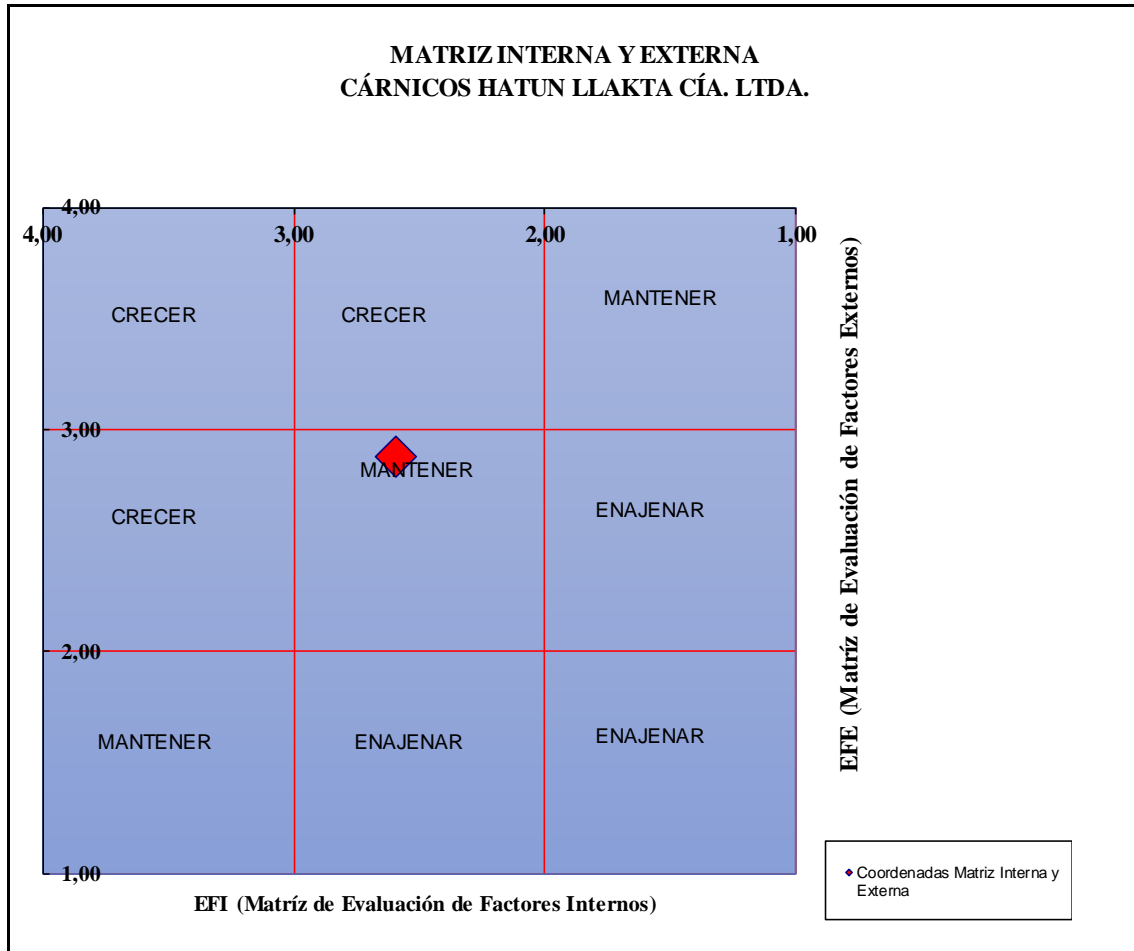 MATRIZ INTERNA Y EXTERNA
CÁRNICOS HATUN LLAKTA CÍA. LTDA.
4,00
4,00 3,00 2,00 1,00
CRECER CRECER MANTENER
3,00
MANTENER
CRECER ENAJENAR
2,00
MANTENER ENAJENAR ENAJENAR
1,00
EFI (Matríz de Evaluación de Factores Internos)
EFE (Matríz de Evaluación de Factores Externos)
Coordenadas Matriz Interna y
Externa